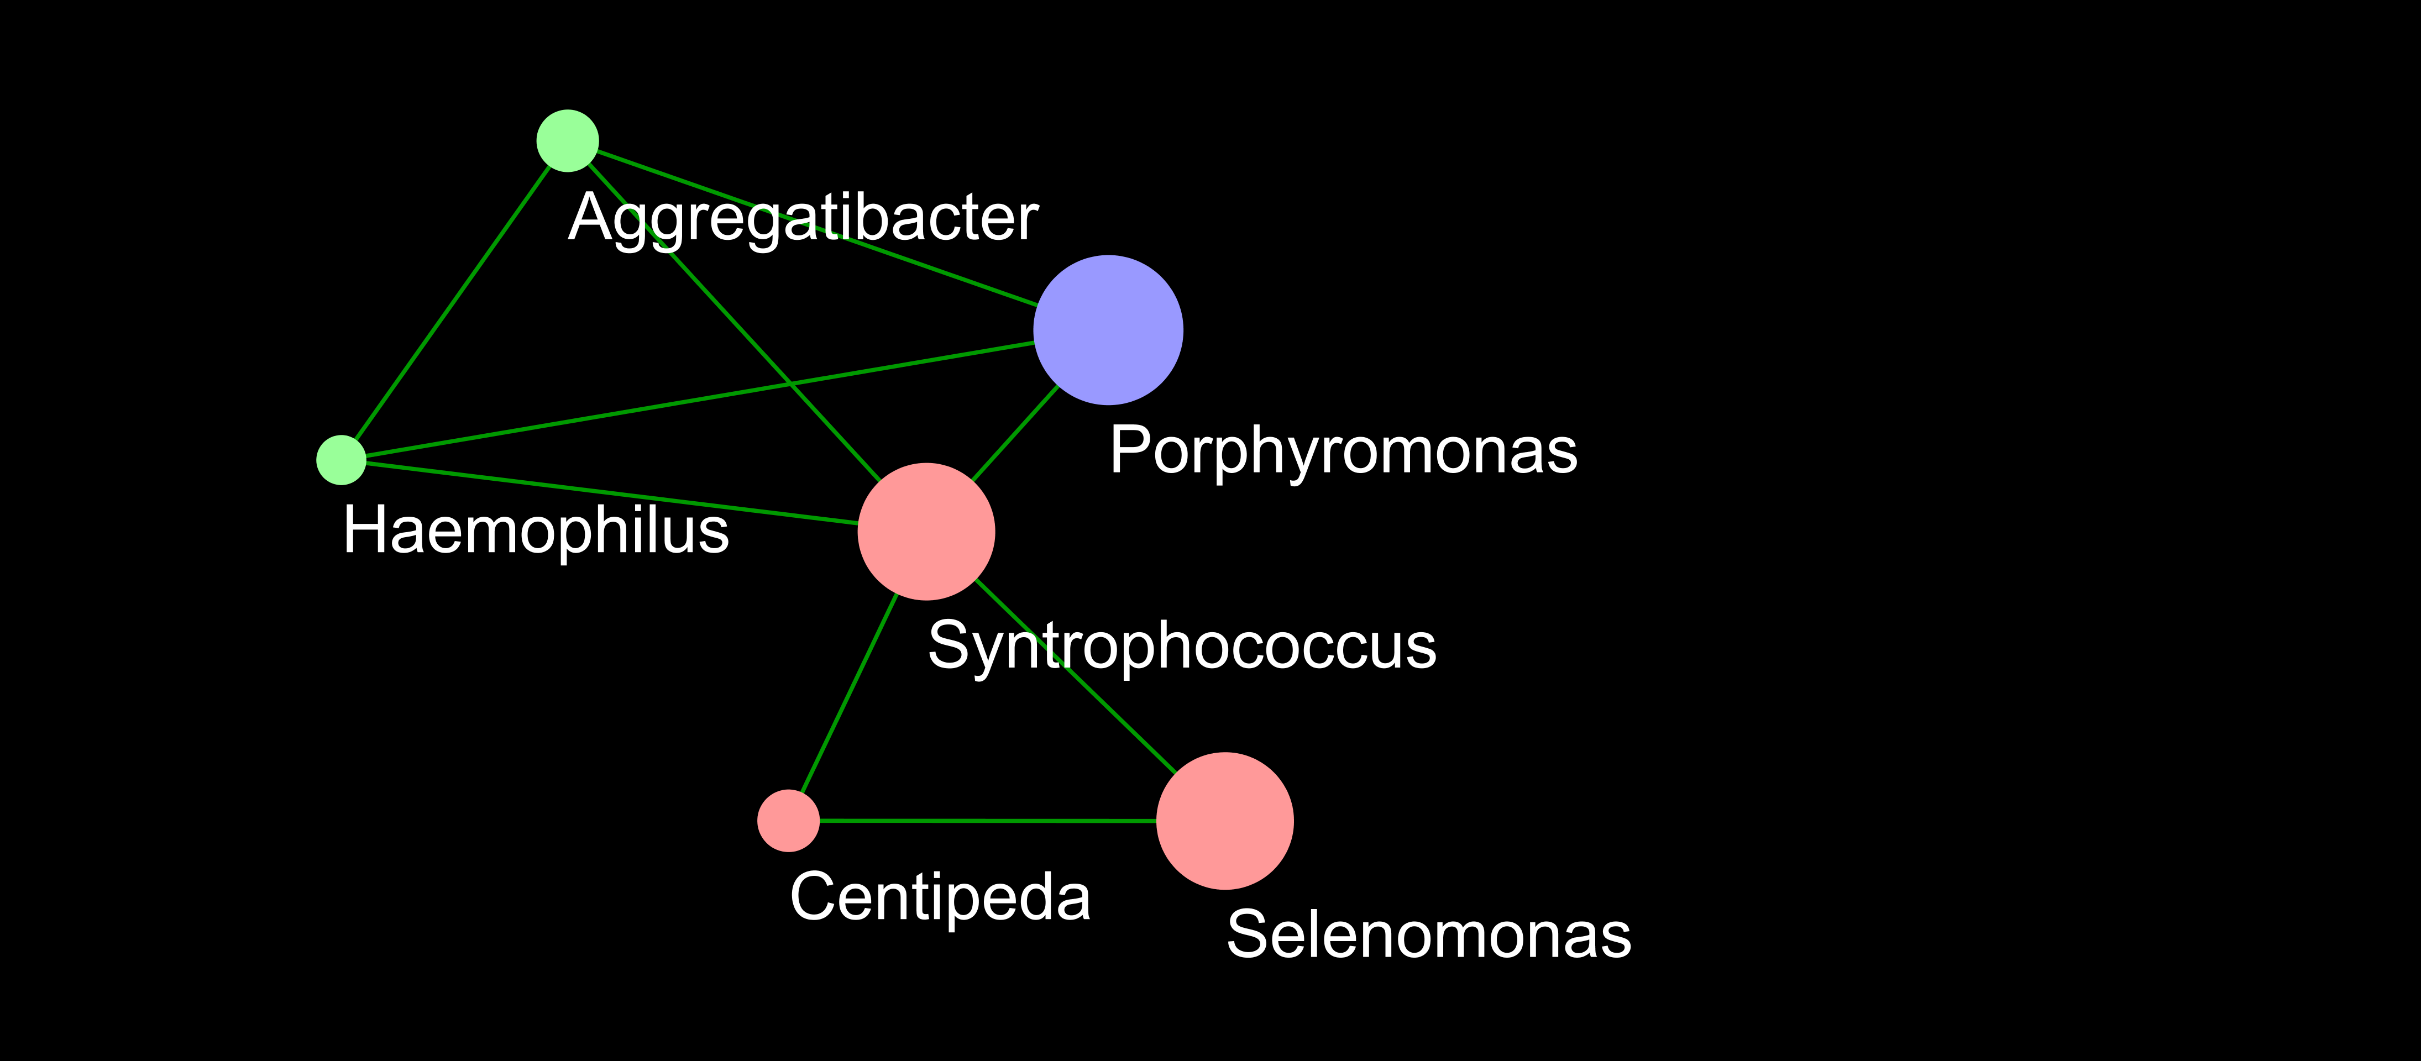 Aggregatibacter
Porphyromonas
Haemophilus
Syntrophococcus
Centipeda
Selenomonas